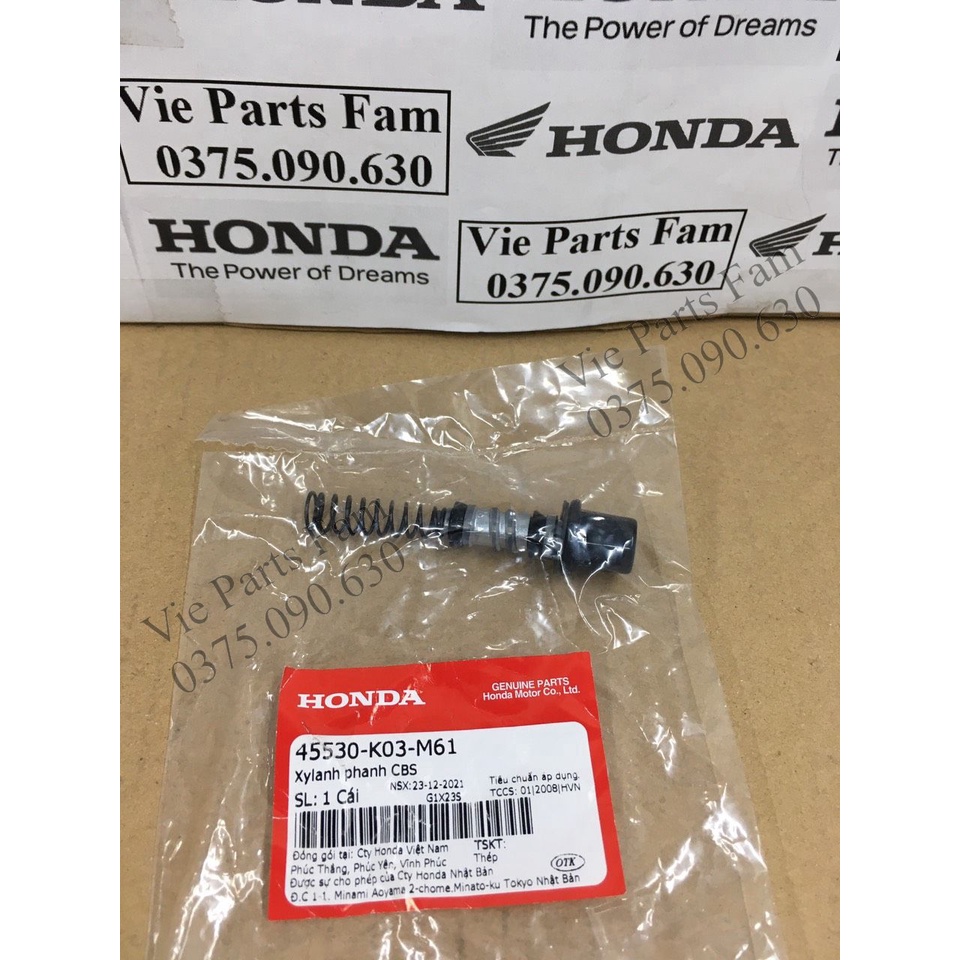 HONDA
The Power of Dreams
Vie Parts Fam
0375.090.630
HONDA
HONDA
The Power of Dreams
Vie Parts Fam
0375.090.630
Vie Parts Fam
0375.090.630
Vie Parts Fam
0375.090.630
HONDA
GENUINE PARTS
Honda Motor Co., Ltd.
45530-K03-M61
Xylanh phanh CBS
NSX:23-12-2021
Tiêu chuẩn áp dụng.
SL: 1 Cái
G1X23S
TCCS: 01|2008|HVN
Đóng gói tại: Cty Honda Việt Nam
TSKT:
Phúc Thắng, Phúc Yên, Vĩnh Phúc
Thép
OTK
Được sự cho phép của Cty Honda Nhật Bản
Đ.C 1-1. Minami Aoyama 2-chome.Minato-ku Tokyo Nhật Bản